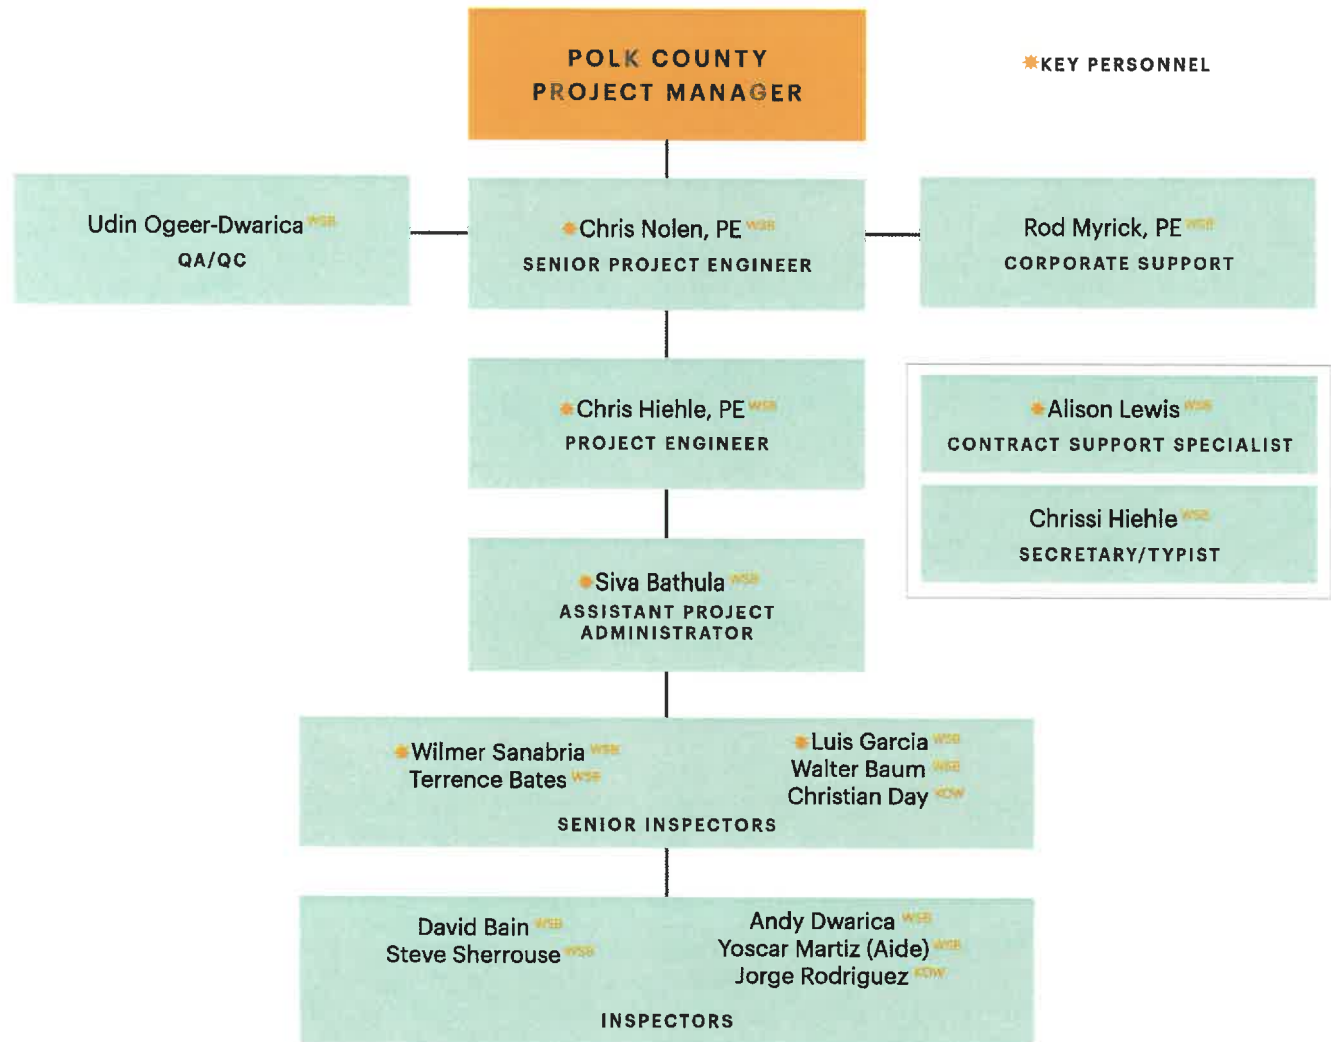 POLK COUNTY
PROJECT MANAGER
✸KEY PERSONNEL
Udin Ogeer-Dwarica WSB
QA/QC
✸Chris Nolen, PE WSB
SENIOR PROJECT ENGINEER
Rod Myrick, PE WSB
CORPORATE SUPPORT
✸Chris Hiehle, PE WSB
PROJECT ENGINEER
✸Alison Lewis WSB
CONTRACT SUPPORT SPECIALIST
Chrissi Hiehle WSB
SECRETARY/TYPIST
✸Siva Bathula WSB
ASSISTANT PROJECT
ADMINISTRATOR
✸Wilmer Sanabria WSB
Terrence Bates WSB
✸Luis Garcia WSB
Walter Baum WSB
Christian Day KDW
SENIOR INSPECTORS
David Bain WSB
Steve Sherrouse WSB
Andy Dwarica WSB
Yoscar Martiz (Aide) WSB
Jorge Rodriguez KDW
INSPECTORS